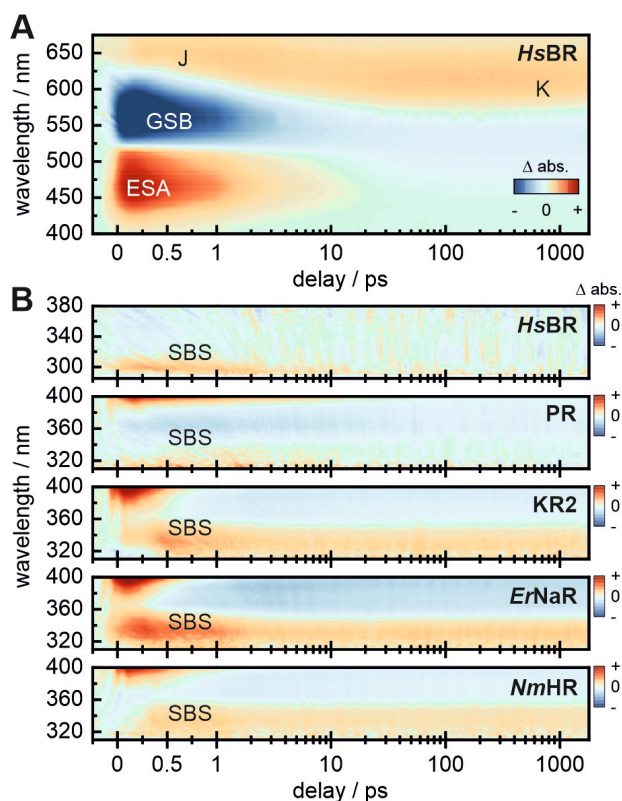 A
HsBR
650
600
550
500
450
400
wavelength / nm
J
K
GSB
ESA
Δ abs.
- 0 +
0 0.5 1 10 100 1000
delay / ps
B
Δ abs.
380
340
300
HsBR
SBS
+
0
-
400
360
320
PR
SBS
+
0
-
400
360
320
KR2
SBS
+
0
-
wavelength / nm
400
360
320
ErNaR
SBS
+
0
-
400
360
320
NmHR
SBS
+
0
-
0 0.5 1 10 100 1000
delay / ps